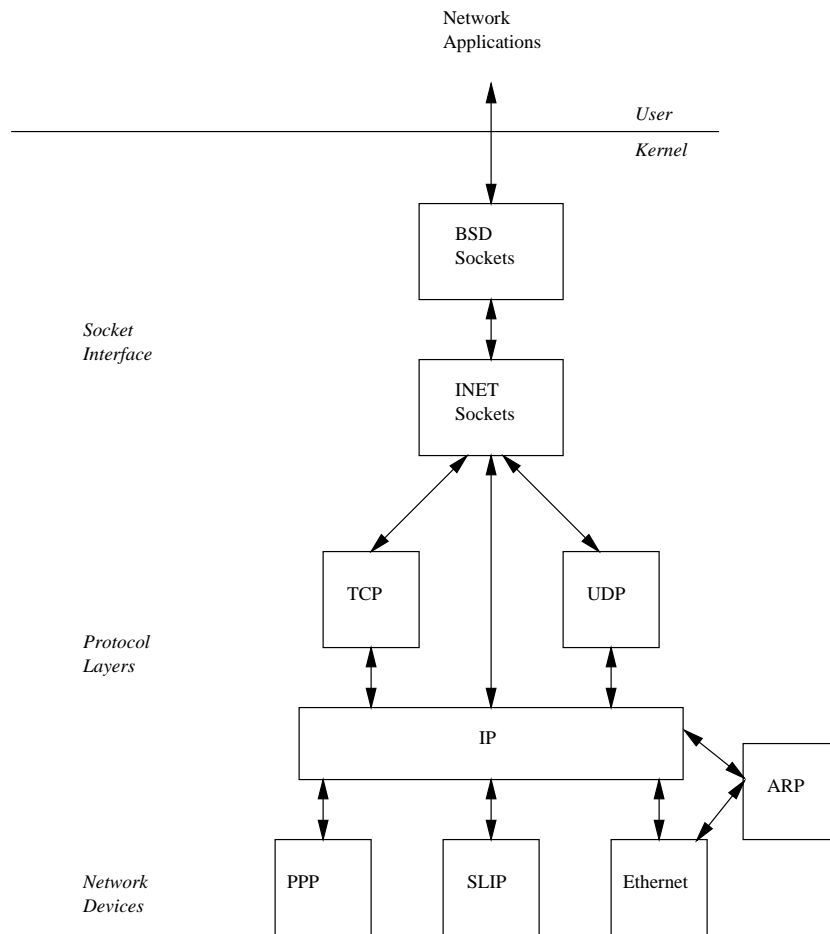 Network
Applications
User
Kernel
BSD
Sockets
Socket
Interface
INET
Sockets
TCP
UDP
Protocol
Layers
IP
ARP
PPP
SLIP
Ethernet
Network
Devices